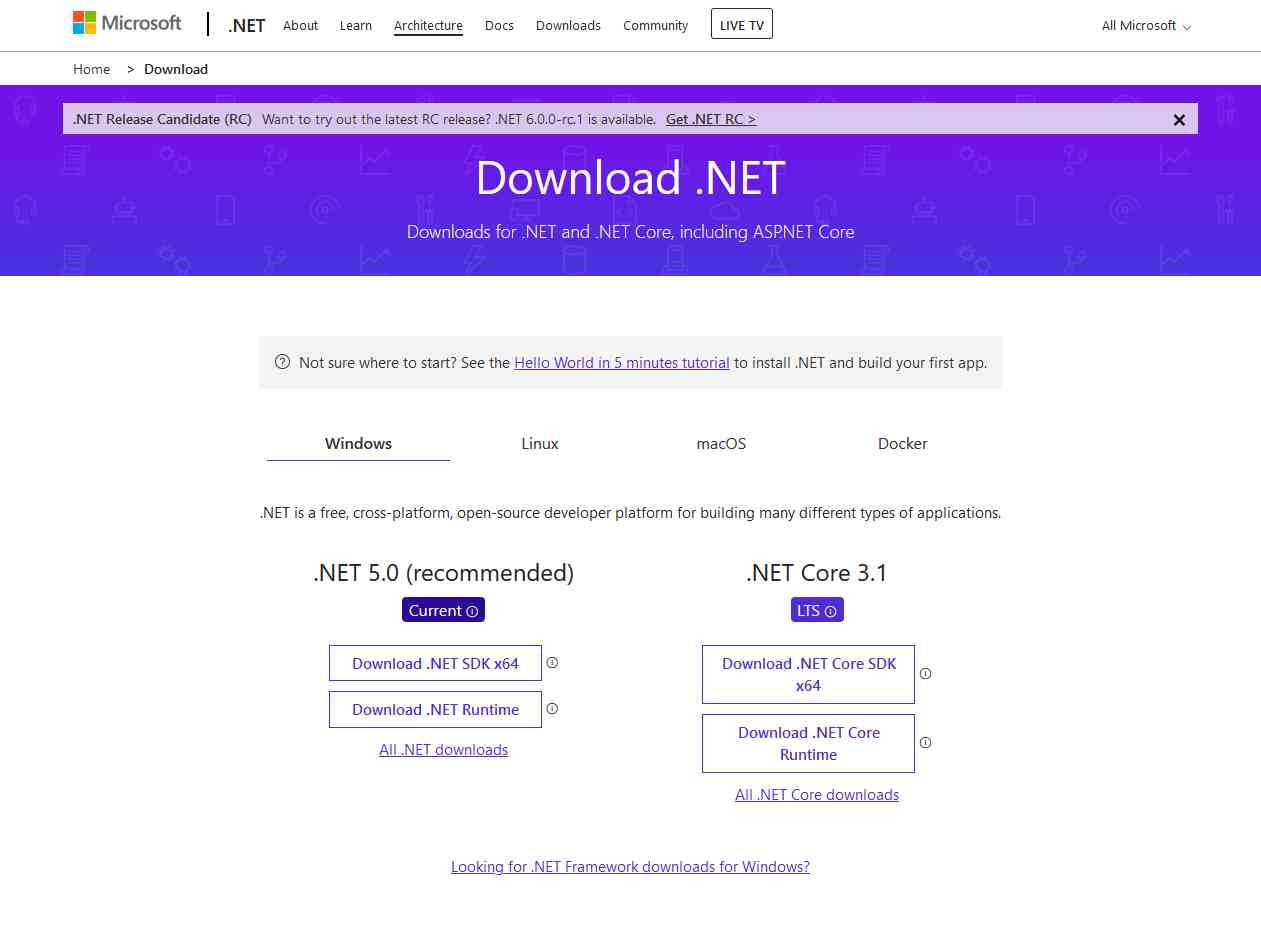 Microsoft .NET About Learn Architecture Docs Downloads Community LIVE TV All Microsoft
Home > Download
.NET Release Candidate (RC) Want to try out the latest RC release? .NET 6.0.0-rc.1 is available. Get .NET RC >
Download .NET
Downloads for .NET and .NET Core, including ASP.NET Core
Not sure where to start? See the Hello World in 5 minutes tutorial to install .NET and build your first app.
Windows Linux macOS Docker
.NET is a free, cross-platform, open-source developer platform for building many different types of applications.
.NET 5.0 (recommended)
Current
Download .NET SDK x64
Download .NET Runtime
All .NET downloads
.NET Core 3.1
LTS
Download .NET Core SDK
x64
Download .NET Core
Runtime
All .NET Core downloads
Looking for .NET Framework downloads for Windows?